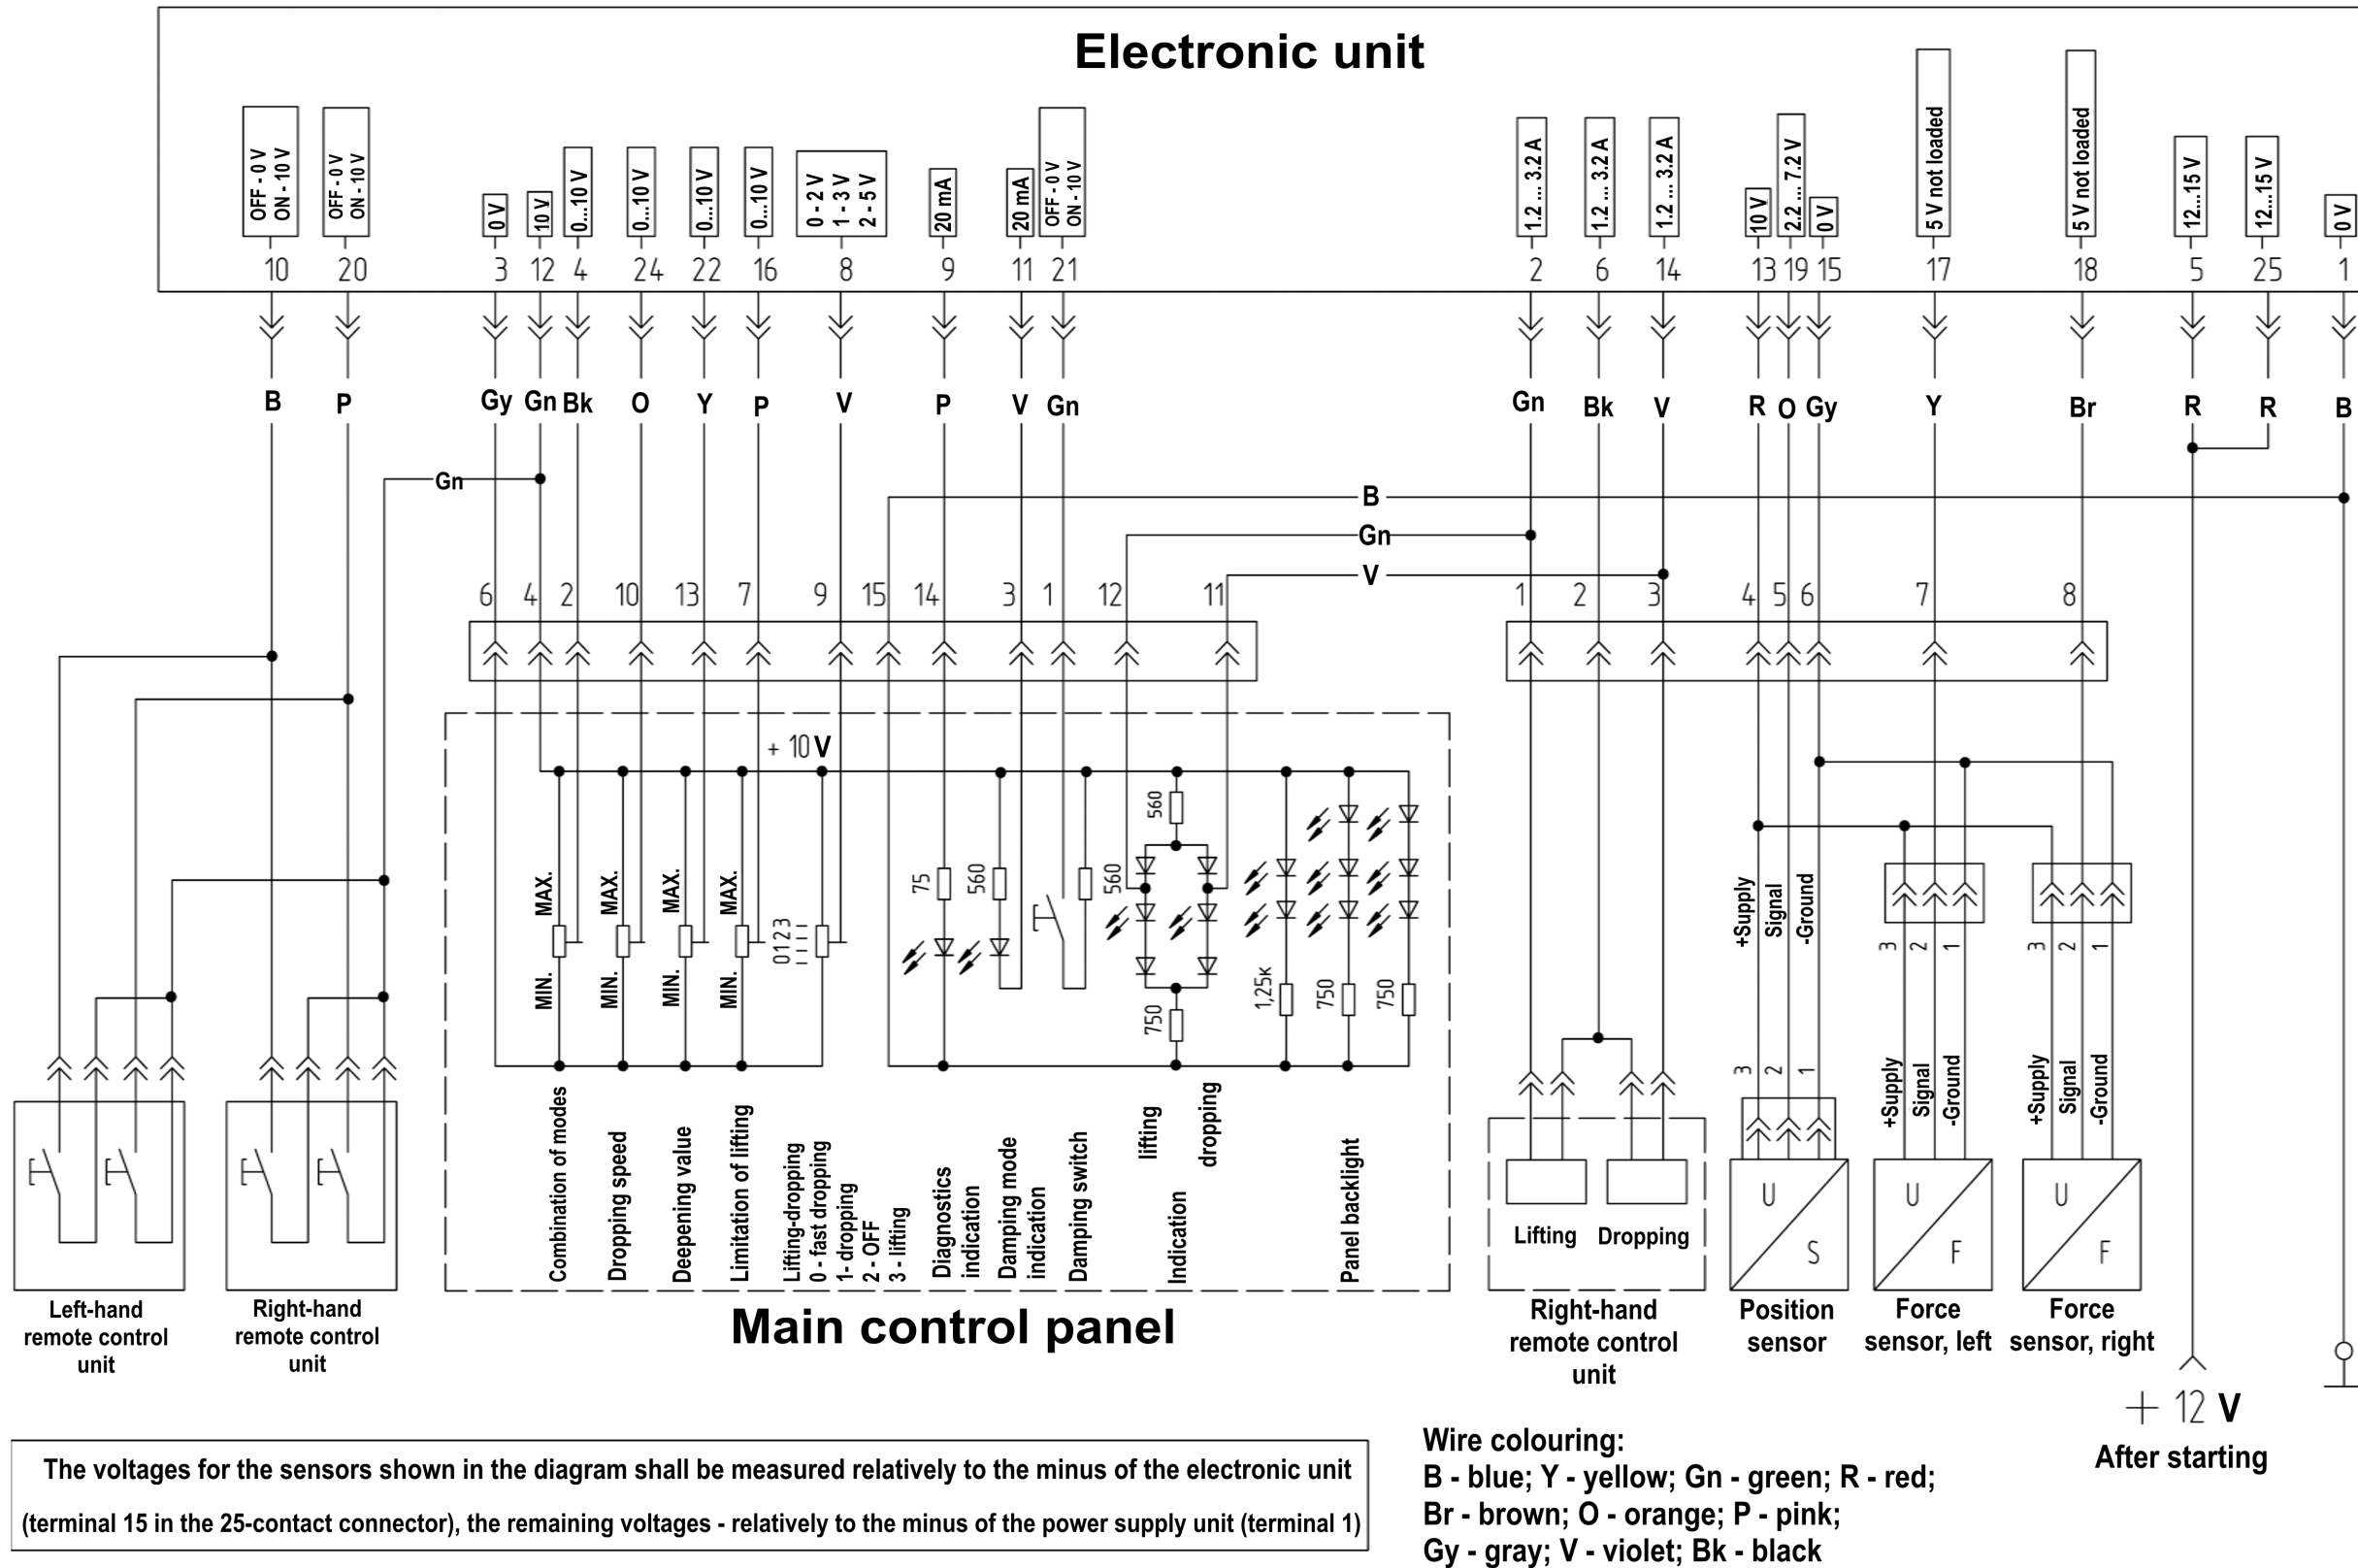 Electronic unit
OFF - 0 V
ON - 10 V
OFF - 0 V
ON - 10 V
0 V
10 V
0...10 V
0...10 V
0...10 V
0...10 V
0 - 2 V
1 - 3 V
2 - 5 V
20 mA
20 mA
OFF - 0 V
ON - 10 V
1.2 ... 3.2 A
1.2 ... 3.2 A
1.2 ... 3.2 A
10 V
2.2 ... 7.2 V
0 V
5 V not loaded
5 V not loaded
12...15 V
12...15 V
0 V
10 20 3 12 4 24 22 16 8 9 11 21 2 6 14 13 19 15 17 18 5 25 1
B P Gy Gn Bk O Y P V P V Gn Gn Bk V R O Gy Y Br R R B
Gn
B
Gn
V
6 4 2 10 13 7 9 15 14 3 1 12 11 1 2 3 4 5 6 7 8
+ 10 V
MAX.
MIN.
MAX.
MIN.
MAX.
MIN.
MAX.
MIN.
0 1 2 3
75
560
560
560
750
1,25к
750
750
+Supply
Signal
-Ground
3 2 1
3 2 1
3 2 1
+Supply
Signal
-Ground
+Supply
Signal
-Ground
Combination of modes
Dropping speed
Deepening value
Limitation of lifting
Lifting-dropping
0 - fast dropping
1- dropping
2 - OFF
3 - lifting
Diagnostics
indication
Damping mode
indication
Damping switch
Indication
lifting
dropping
Panel backlight
Lifting Dropping
U
S
U
F
U
F
Left-hand
remote control
unit
Right-hand
remote control
unit
Main control panel
Right-hand
remote control
unit
Position
sensor
Force
sensor, left
Force
sensor, right
+ 12 V
After starting
The voltages for the sensors shown in the diagram shall be measured relatively to the minus of the electronic unit
(terminal 15 in the 25-contact connector), the remaining voltages - relatively to the minus of the power supply unit (terminal 1)
Wire colouring:
B - blue; Y - yellow; Gn - green; R - red;
Br - brown; O - orange; P - pink;
Gy - gray; V - violet; Bk - black